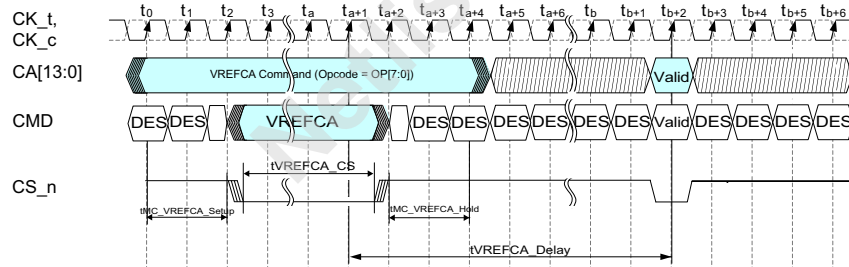 t0 t1 t2 t3 ta ta+1 ta+2 ta+3 ta+4 ta+5 ta+6 tb tb+1 tb+2 tb+3 tb+4 tb+5 tb+6
CK_t,
CK_c
CA[13:0] VREFCA Command (Opcode = OP[7:0]) Valid
CMD DES DES VREFCA DES DES DES DES DES DES Valid DES DES DES DES
tVREFCA_CS
CS_n
tMC_VREFCA_Setup tMC_VREFCA_Hold
tVREFCA_Delay